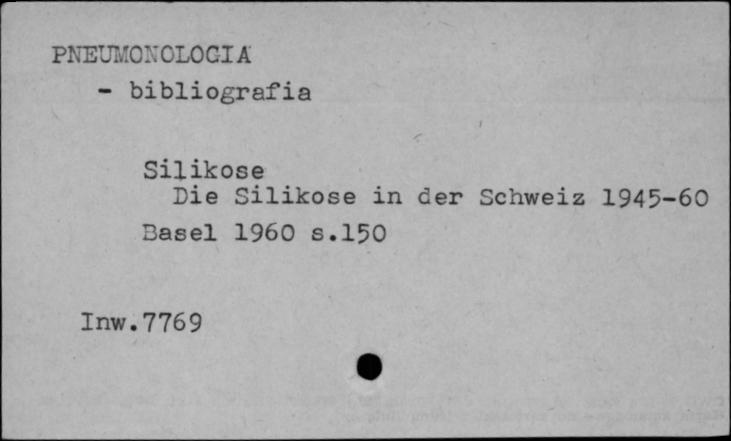 PNEUMONOLOGIA
- bibliografia
Silikose
Die Silikose in der Schweiz 1945-60
Basel 1960 s.150
Inw.7769